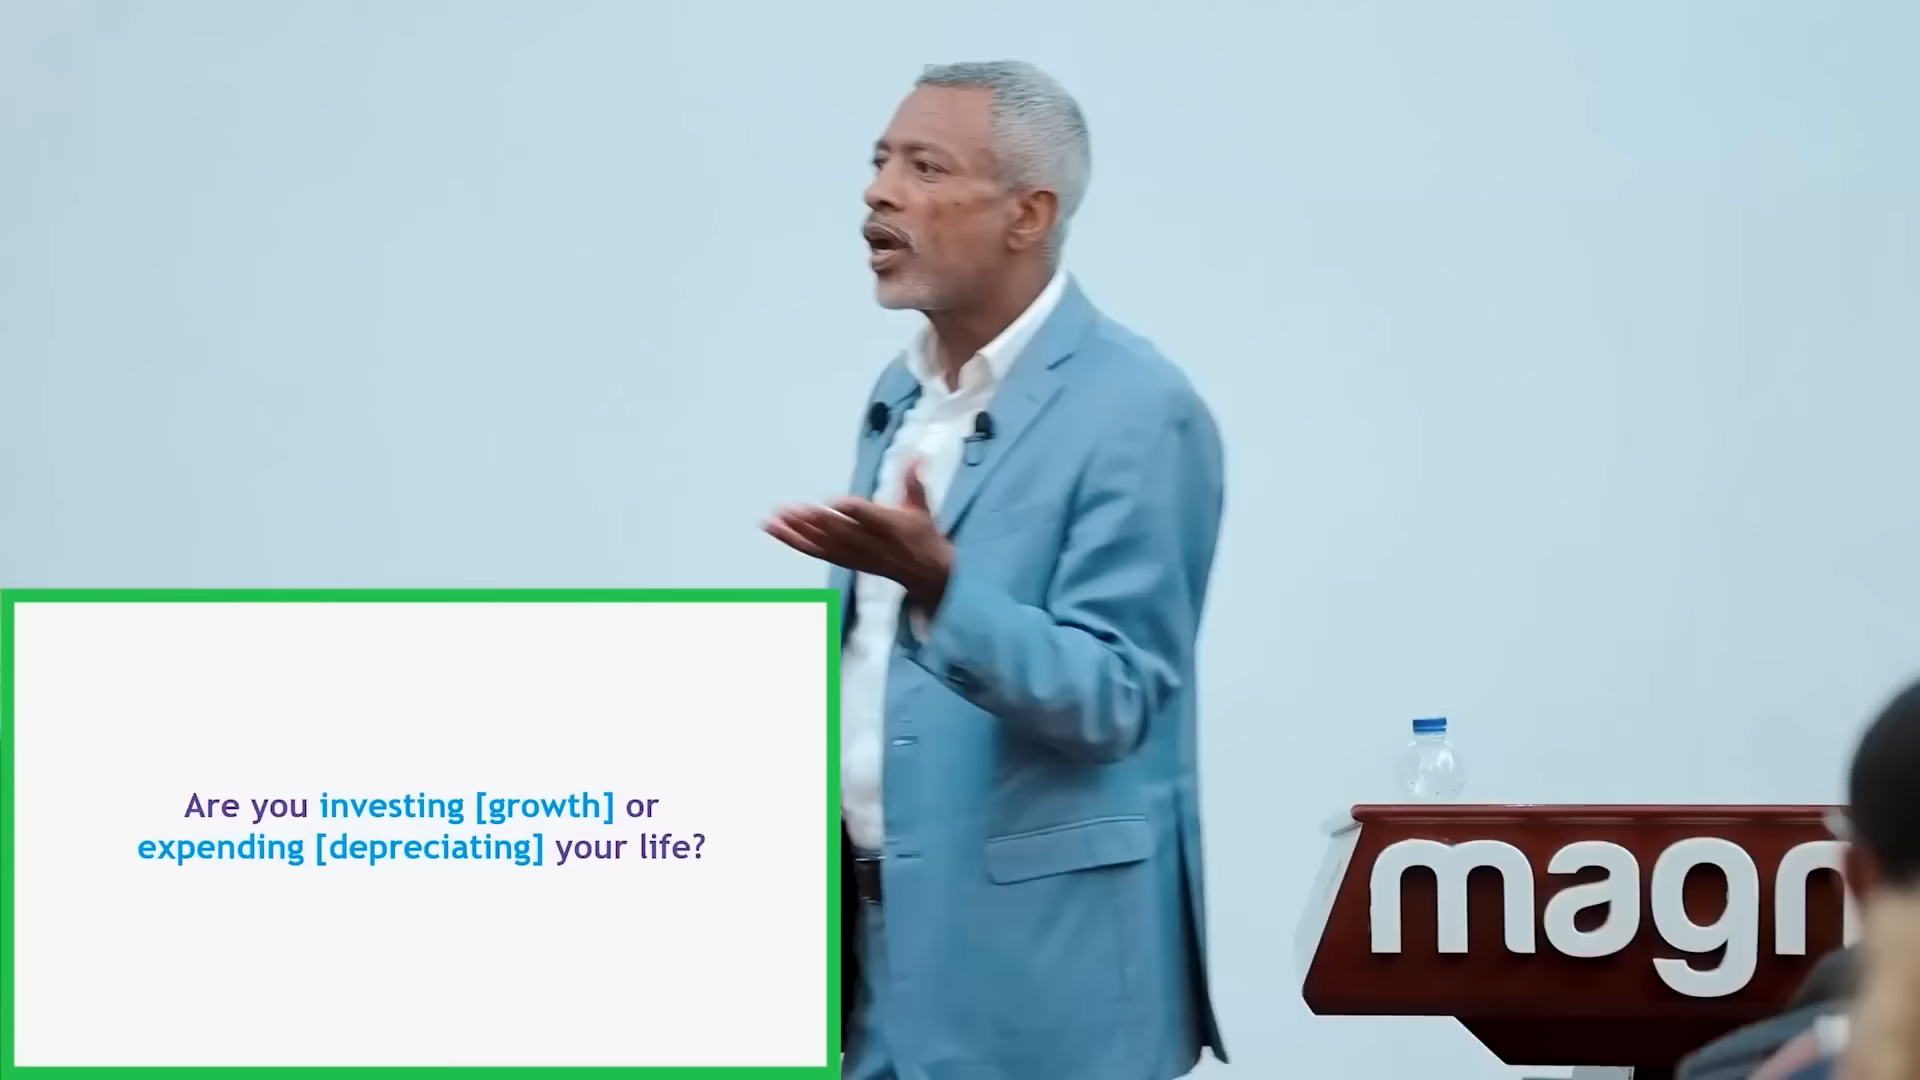 Are you investing [growth] or
expending [depreciating] your life?
magn